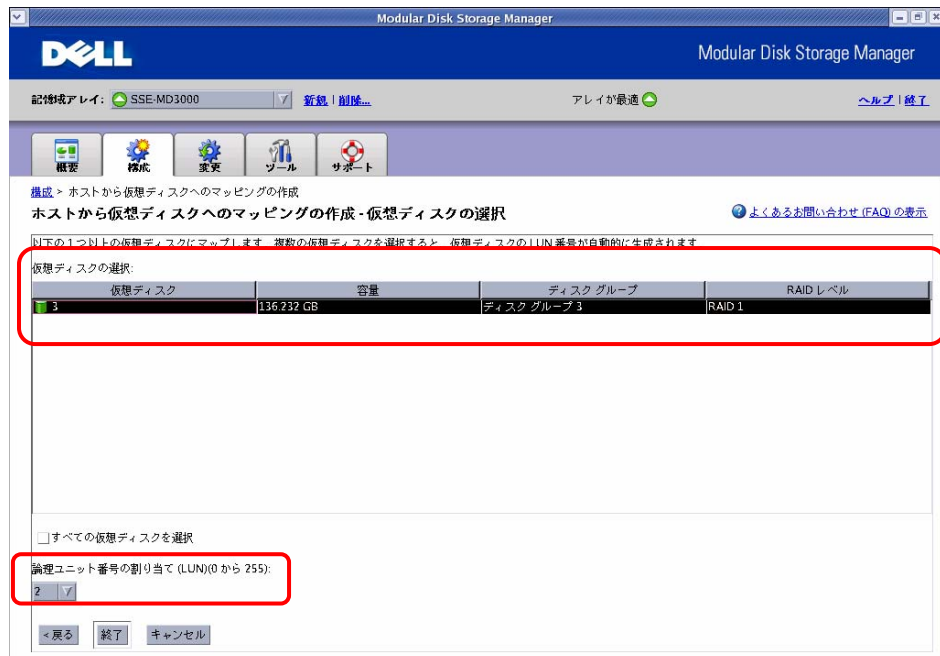 Modular Disk Storage Manager
DELL
Modular Disk Storage Manager
記憶域アレイ: SSE-MD3000 新規 | 削除... アレイが最適 ヘルプ | 終了
概要 構成 変更 ツール サポート
構成 > ホストから仮想ディスクへのマッピングの作成
ホストから仮想ディスクへのマッピングの作成 - 仮想ディスクの選択 よくあるお問い合わせ (FAQ) の表示
以下の1つ以上の仮想ディスクにマップします 複数の仮想ディスクを選択すると 仮想ディスクの LUN 番号が自動的に生成されます
仮想ディスクの選択:
仮想ディスク 容量 ディスク グループ RAID レベル
3 136.232 GB ディスク グループ 3 RAID 1
すべての仮想ディスクを選択
論理ユニット番号の割り当て (LUN)(0 から 255):
2
<戻る 終了 キャンセル